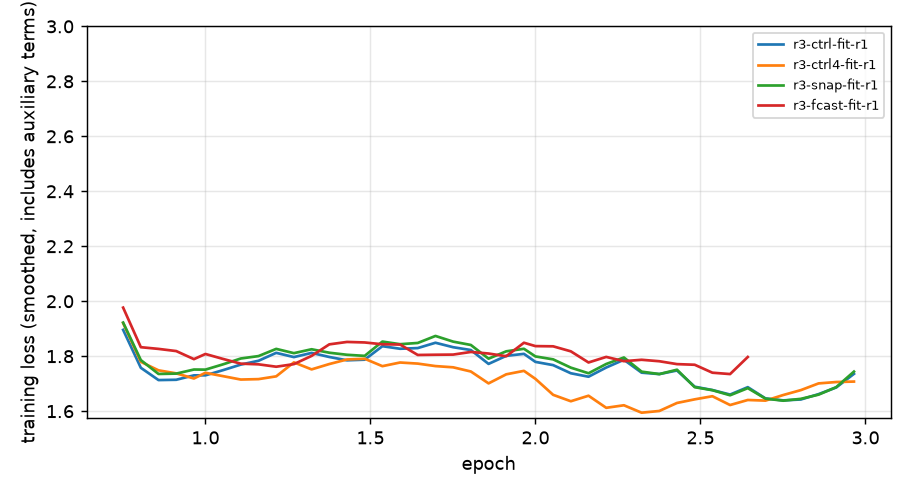 3.0
2.8
2.6
2.4
2.2
2.0
1.8
1.6
training loss (smoothed, includes auxiliary terms)
r3-ctrl-fit-r1
r3-ctrl4-fit-r1
r3-snap-fit-r1
r3-fcast-fit-r1
1.0 1.5 2.0 2.5 3.0
epoch